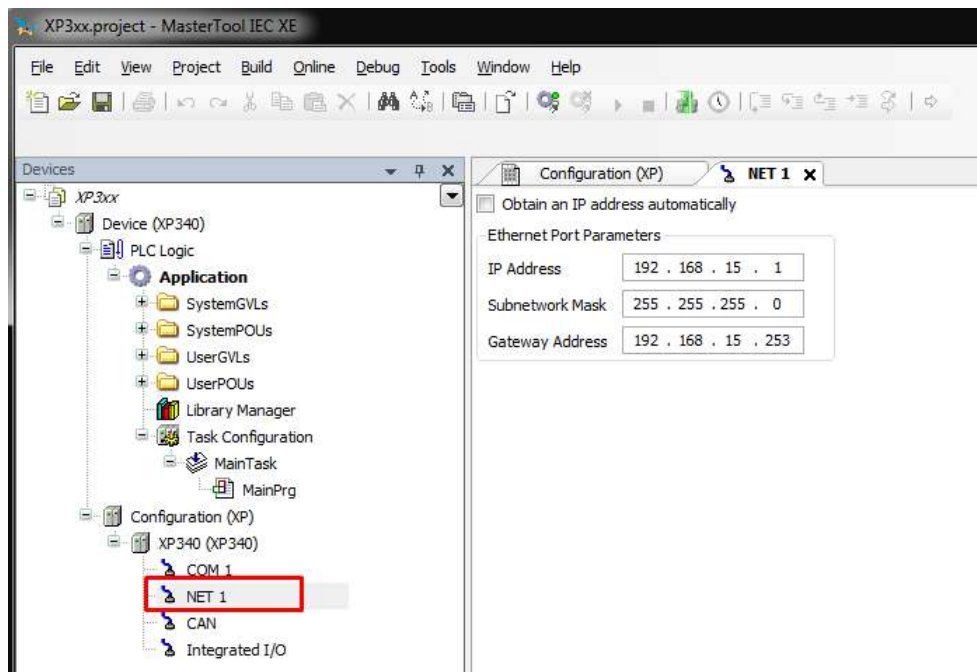 XP3xx.project - MasterTool IEC XE
File Edit View Project Build Online Debug Tools Window Help
Devices
Configuration (XP)
NET 1
XP3xx
Obtain an IP address automatically
Device (XP340)
Ethernet Port Parameters
PLC Logic
IP Address 192 . 168 . 15 . 1
Application
SystemGVLs
Subnetwork Mask 255 . 255 . 255 . 0
SystemPOUs
Gateway Address 192 . 168 . 15 . 253
UserGVLs
UserPOUs
Library Manager
Task Configuration
MainTask
MainPrg
Configuration (XP)
XP340 (XP340)
COM 1
NET 1
CAN
Integrated I/O